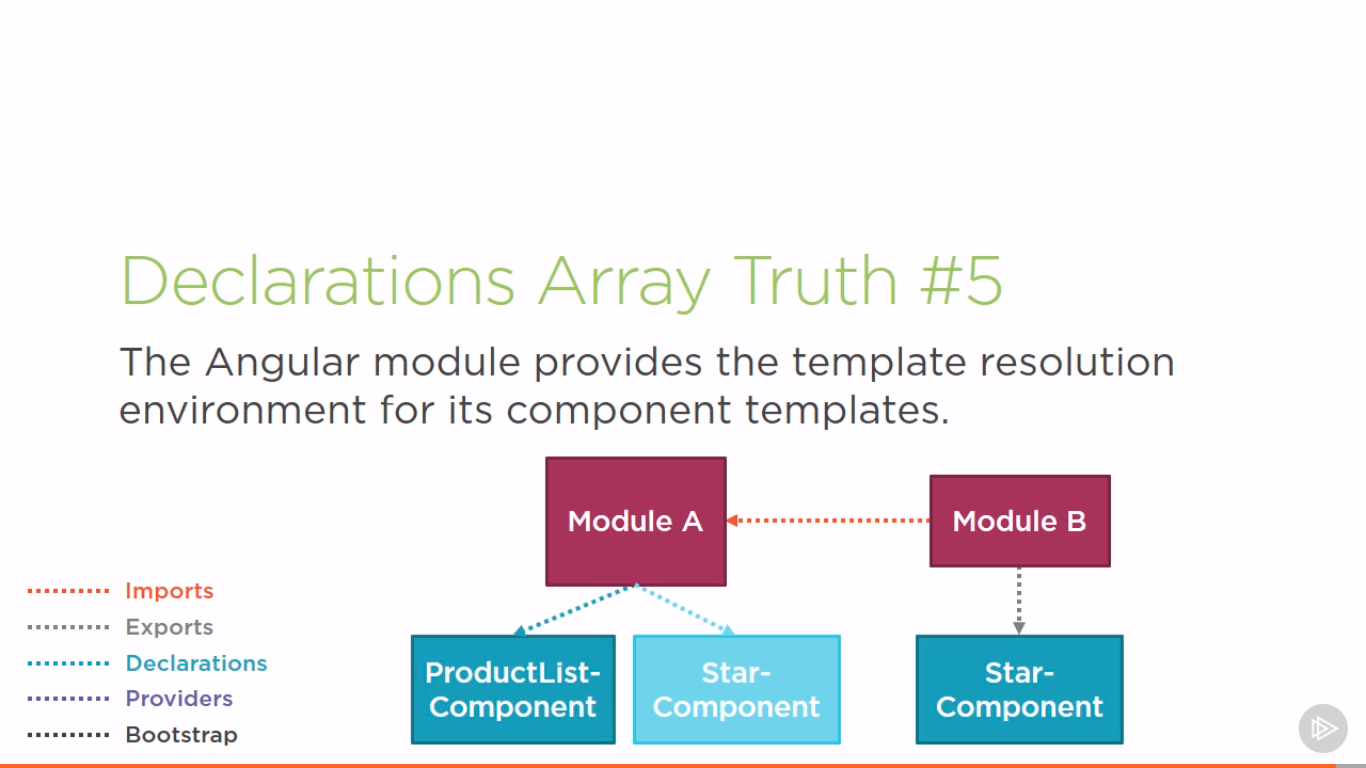 Declarations Array Truth #5
The Angular module provides the template resolution
environment for its component templates.
Module A
Module B
Imports
Exports
Declarations
Providers
Bootstrap
ProductList-
Component
Star-
Component
Star-
Component